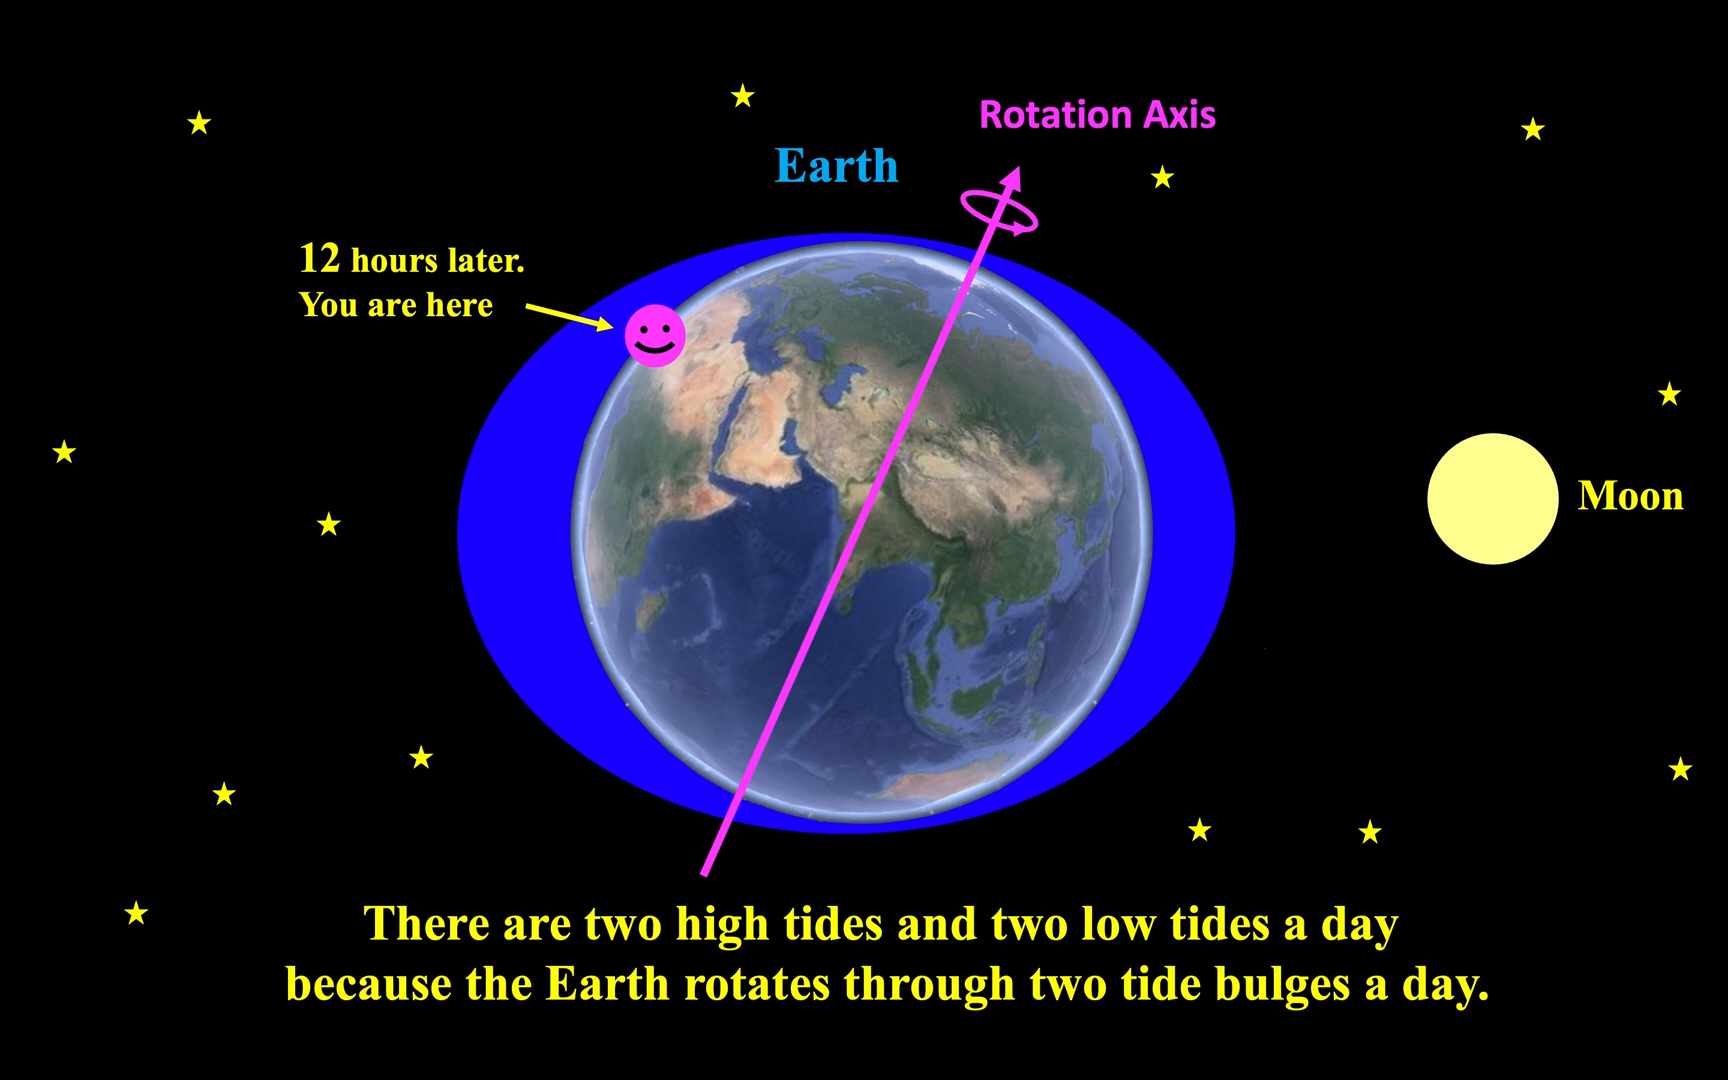 Rotation Axis
Earth
12 hours later.
You are here
Moon
There are two high tides and two low tides a day
because the Earth rotates through two tide bulges a day.